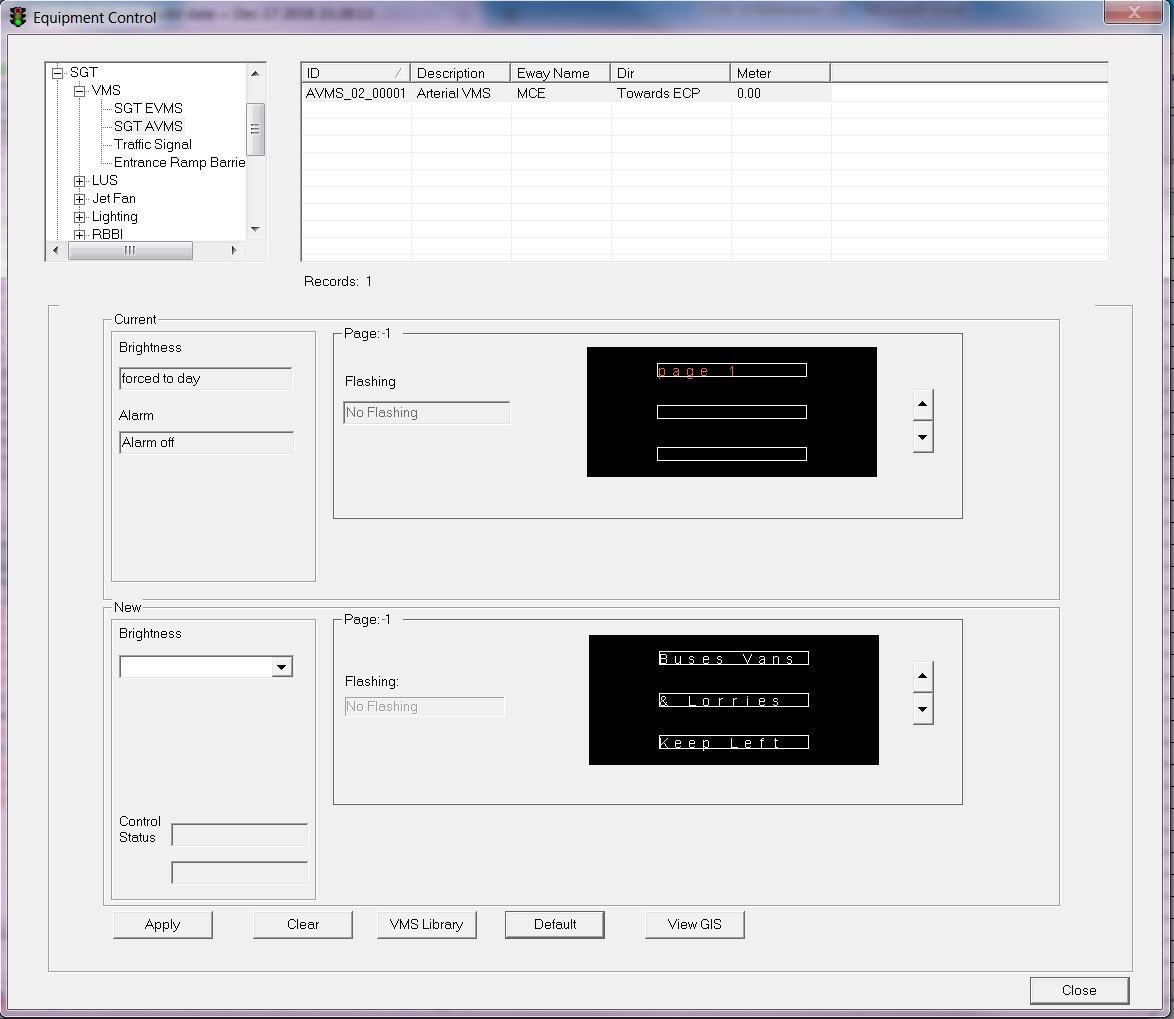 Equipment Control
SGT
VMS
SGT EVMS
SGT AVMS
Traffic Signal
Entrance Ramp Barrie
LUS
Jet Fan
Lighting
RBBI
ID Description Eway Name Dir Meter
AVMS_02_00001 Arterial VMS MCE Towards ECP 0.00
Records: 1
Current
Brightness
forced to day
Alarm
Alarm off
Page:-1
Flashing
No Flashing
page 1
New
Brightness
Control
Status
Page:-1
Flashing:
No Flashing
Buses Vans
& Lorries
Keep Left
Apply Clear VMS Library Default View GIS
Close